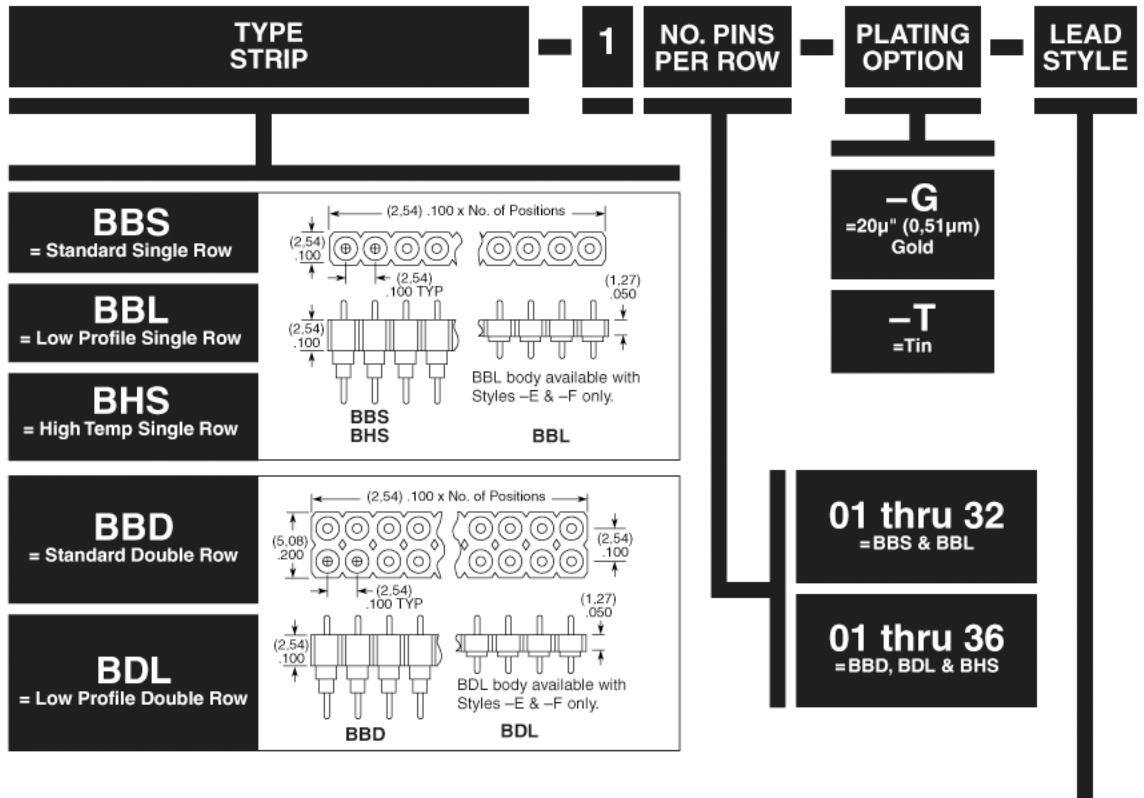 TYPE
STRIP
1
NO. PINS
PER ROW
PLATING
OPTION
LEAD
STYLE
BBS
= Standard Single Row
BBL
= Low Profile Single Row
BHS
= High Temp Single Row
(2,54) .100 x No. of Positions
(2,54)
.100
(2,54)
.100 TYP
(1,27)
.050
(2,54)
.100
BBL body available with
Styles –E & –F only.
BBS
BHS
BBL
BBD
= Standard Double Row
BDL
= Low Profile Double Row
(2,54) .100 x No. of Positions
(5,08)
.200
(2,54)
.100
(2,54)
.100 TYP
(1,27)
.050
(2,54)
.100
BDL body available with
Styles –E & –F only.
BBD
BDL
–G
=20µ" (0,51µm)
Gold
–T
=Tin
01 thru 32
=BBS & BBL
01 thru 36
=BBD, BDL & BHS